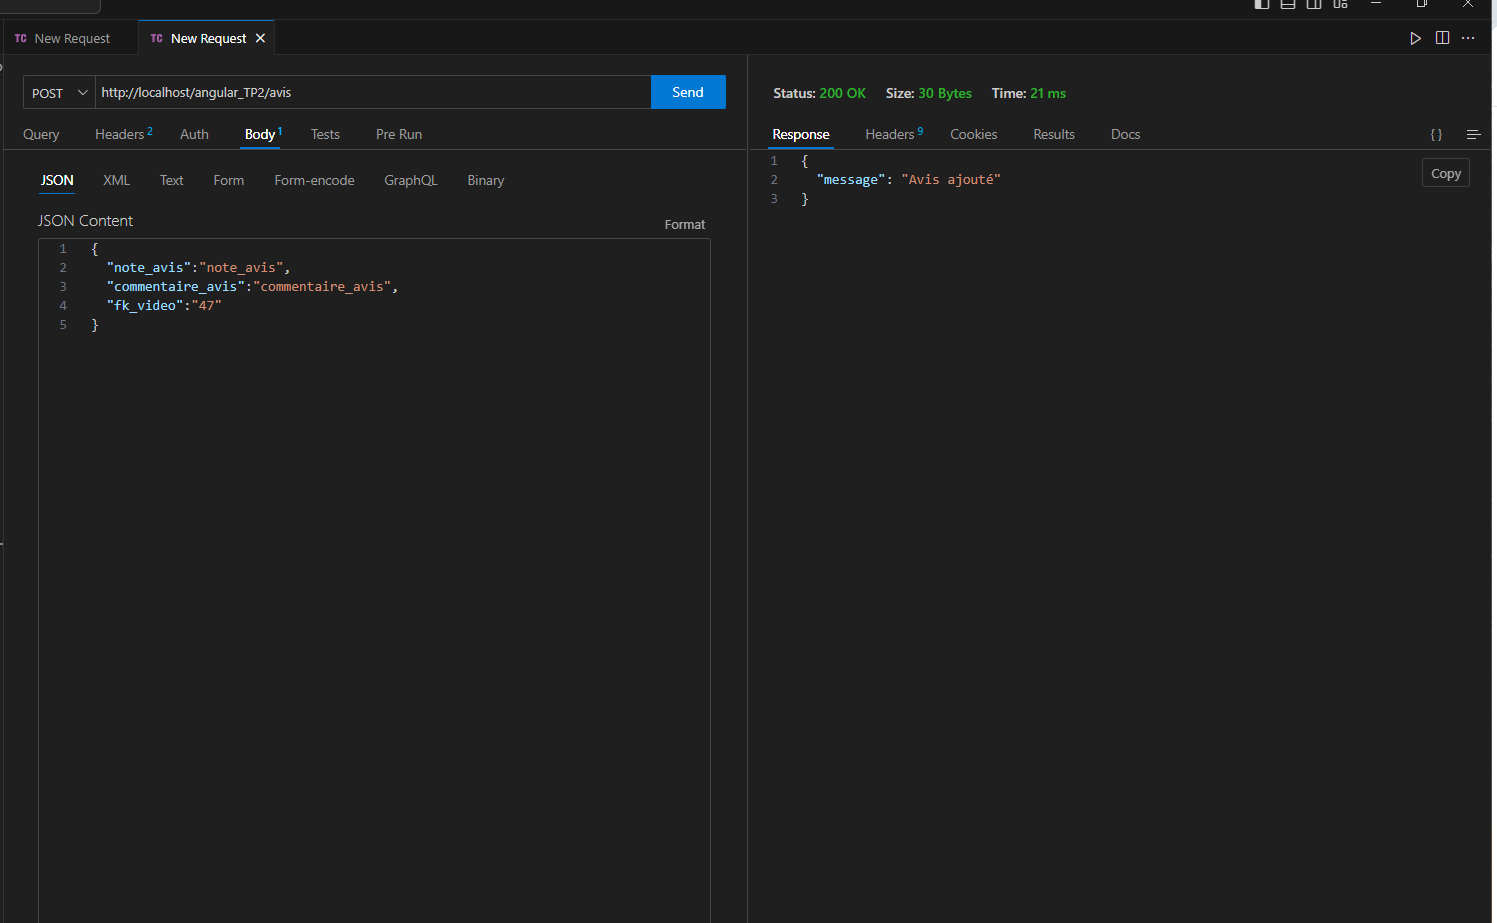 TC New Request
TC New Request
POST http://localhost/angular_TP2/avis Send
Query Headers 2 Auth Body 1 Tests Pre Run
JSON XML Text Form Form-encode GraphQL Binary
JSON Content
Format
1 {
2 "note_avis":"note_avis",
3 "commentaire_avis":"commentaire_avis",
4 "fk_video":"47"
5 }
Status: 200 OK Size: 30 Bytes Time: 21 ms
Response Headers 9 Cookies Results Docs { }
1 {
2 "message": "Avis ajouté"
3 }
Copy